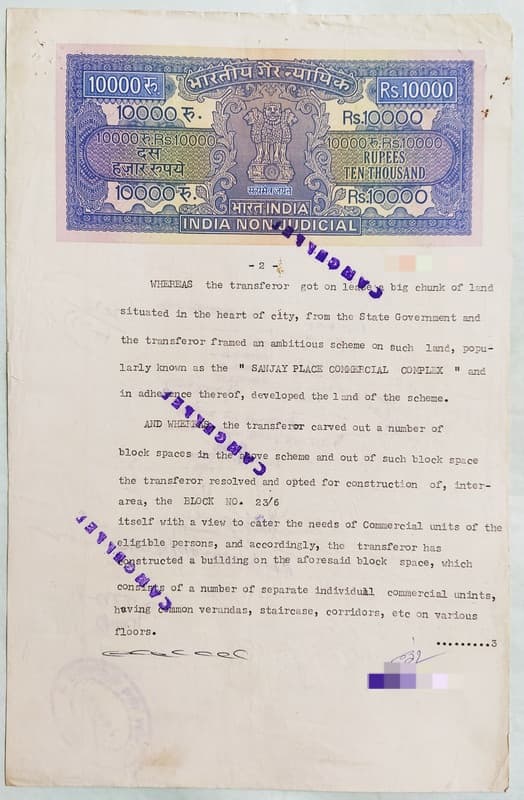 भारतीय गैर न्यायिक
10000 रु. Rs.10000
10000 रु. Rs.10000
10000 रु. Rs.10000 10000 रु. Rs.10000
दस RUPEES
हजार रूपये TEN THOUSAND
10000 रु. सत्यमेव जयते Rs.10000
भारत INDIA
INDIA NON JUDICIAL
CANCELLED
- 2 -
WHEREAS the transferor got on lease a big chunk of land
situated in the heart of city, from the State Government and
the transferor framed an ambitious scheme on such land, popu-
larly known as the " SANJAY PLACE COMMERCIAL COMPLEX " and
in adherence thereof, developed the land of the scheme.
CANCELLED
AND WHEREAS the transferor carved out a number of
block spaces in the above scheme and out of such block space
the transferor resolved and opted for construction of, inter-
area, the BLOCK NO. 23/6
itself with a view to cater the needs of Commercial units of the
CANCELLED
eligible persons, and accordingly, the transferor has
constructed a building on the aforesaid block space, which
consists of a number of separate individuall commercial unints,
having common verandas, staircase, corridors, etc on various
floors.
.........3